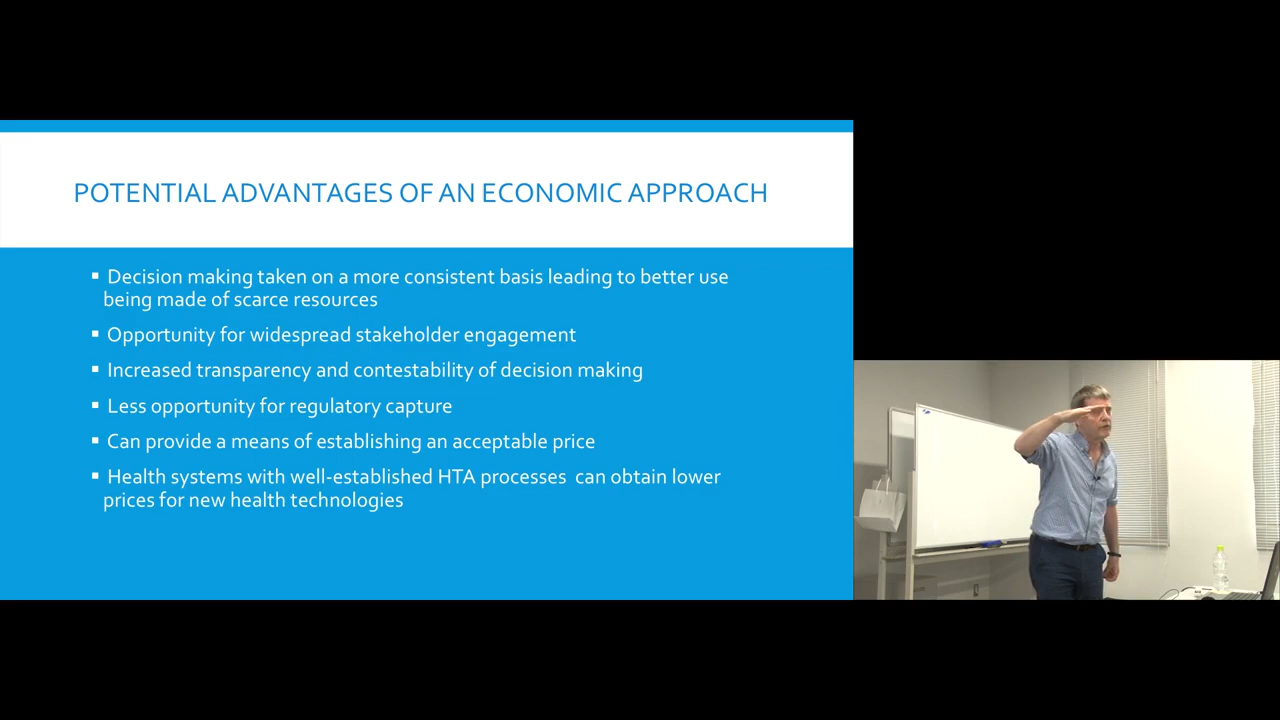 POTENTIAL ADVANTAGES OF AN ECONOMIC APPROACH
▪ Decision making taken on a more consistent basis leading to better use
being made of scarce resources
▪ Opportunity for widespread stakeholder engagement
▪ Increased transparency and contestability of decision making
▪ Less opportunity for regulatory capture
▪ Can provide a means of establishing an acceptable price
▪ Health systems with well-established HTA processes  can obtain lower
prices for new health technologies